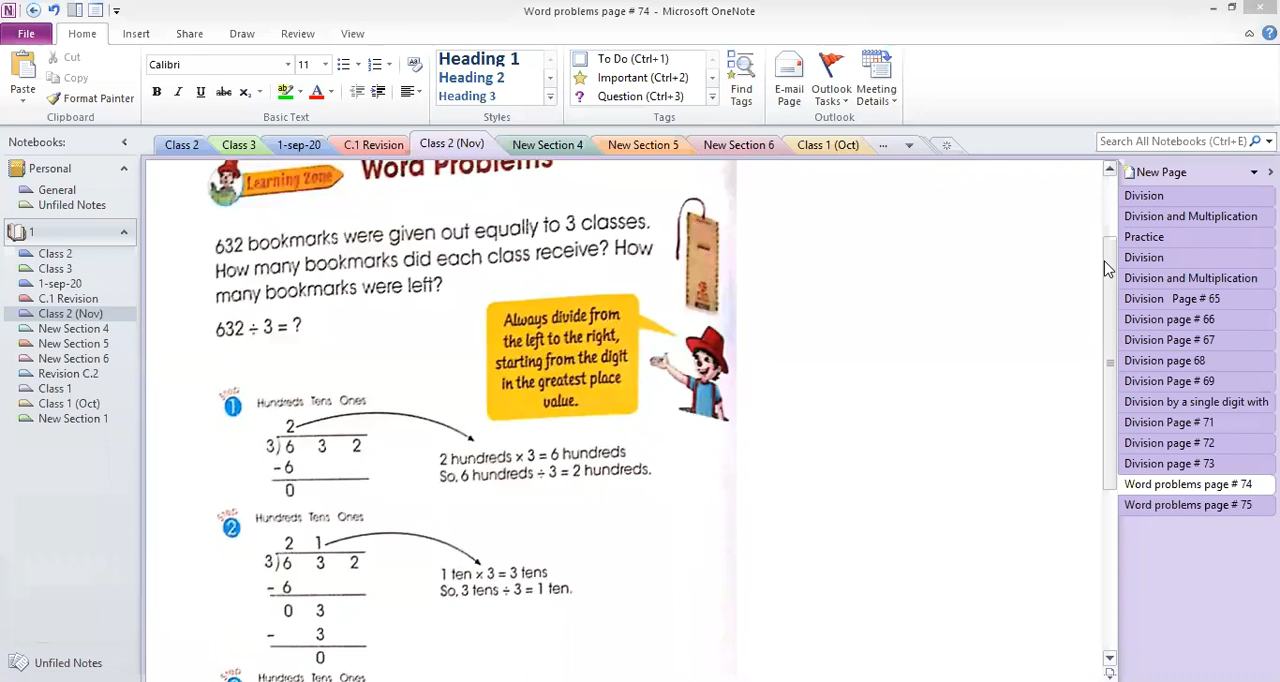 Word problems page # 74 - Microsoft OneNote
File Home Insert Share Draw Review View
Paste
Cut
Copy
Format Painter
Clipboard
Calibri 11
B I U abc X₂ A
Basic Text
Heading 1
Heading 2
Heading 3
Styles
To Do (Ctrl+1)
Important (Ctrl+2)
Question (Ctrl+3)
Tags
Find
Tags
E-mail
Page
Outlook
Tasks
Meeting
Details
Outlook
Notebooks:
Personal
General
Unfiled Notes
1
Class 2
Class 3
1-sep-20
C.1 Revision
Class 2 (Nov)
New Section 4
New Section 5
New Section 6
Revision C.2
Class 1
Class 1 (Oct)
New Section 1
Unfiled Notes
Class 2 Class 3 1-sep-20 C.1 Revision Class 2 (Nov) New Section 4 New Section 5 New Section 6 Class 1 (Oct) ...
Search All Notebooks (Ctrl+E)
Learning Zone
Word Problems
632 bookmarks were given out equally to 3 classes.
How many bookmarks did each class receive? How
many bookmarks were left?
632 ÷ 3 = ?
Always divide from
the left to the right,
starting from the digit
in the greatest place
value.
STEP
1
Hundreds Tens Ones
2
3)6 3 2
-6
0
2 hundreds x 3 = 6 hundreds
So, 6 hundreds ÷ 3 = 2 hundreds.
STEP
2
Hundreds Tens Ones
2 1
3)6 3 2
- 6
0 3
- 3
0
1 ten x 3 = 3 tens
So, 3 tens ÷ 3 = 1 ten.
Hundreds Tens Ones
New Page
Division
Division and Multiplication
Practice
Division
Division and Multiplication
Division Page # 65
Division page # 66
Division Page # 67
Division page 68
Division Page # 69
Division by a single digit with
Division Page # 71
Division page # 72
Division page # 73
Word problems page # 74
Word problems page # 75